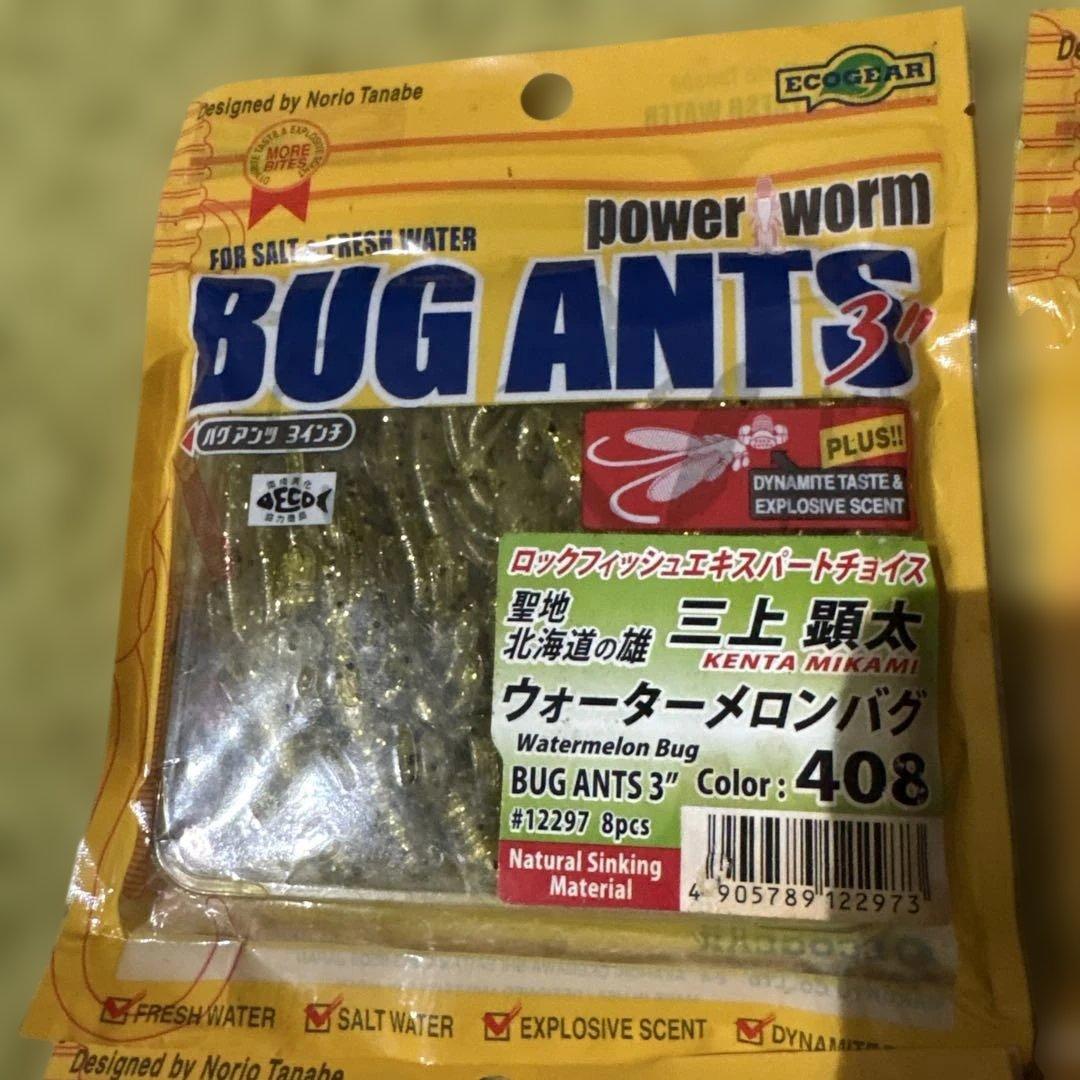 Designed by Norio Tanabe
ECOGEAR
MORE
BITES
power worm
FOR SALT & FRESH WATER
BUG ANTS 3"
バグアンツ 3インチ
ECO
PLUS!!
DYNAMITE TASTE &
EXPLOSIVE SCENT
ロックフィッシュエキスパートチョイス
聖地
北海道の雄
三上 顕太
KENTA MIKAMI
ウォーターメロンバグ
Watermelon Bug
BUG ANTS 3" Color : 408
#12297 8pcs
Natural Sinking
Material
4 905789 122973
FRESH WATER
SALT WATER
EXPLOSIVE SCENT
Designed by Norio Tanabe